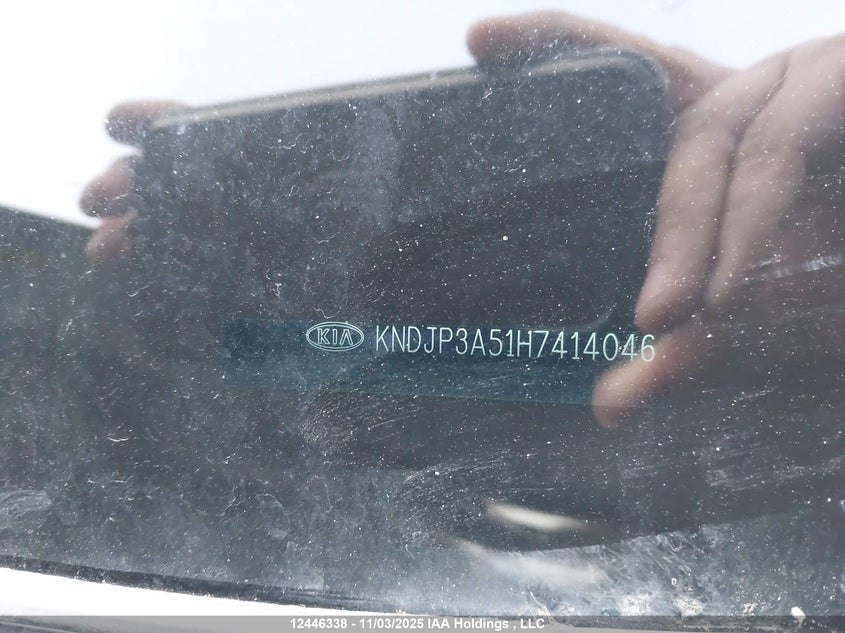 KIA KNDJP3A51H7414046
12446338 - 11/03/2025 IAA Holdings , LLC